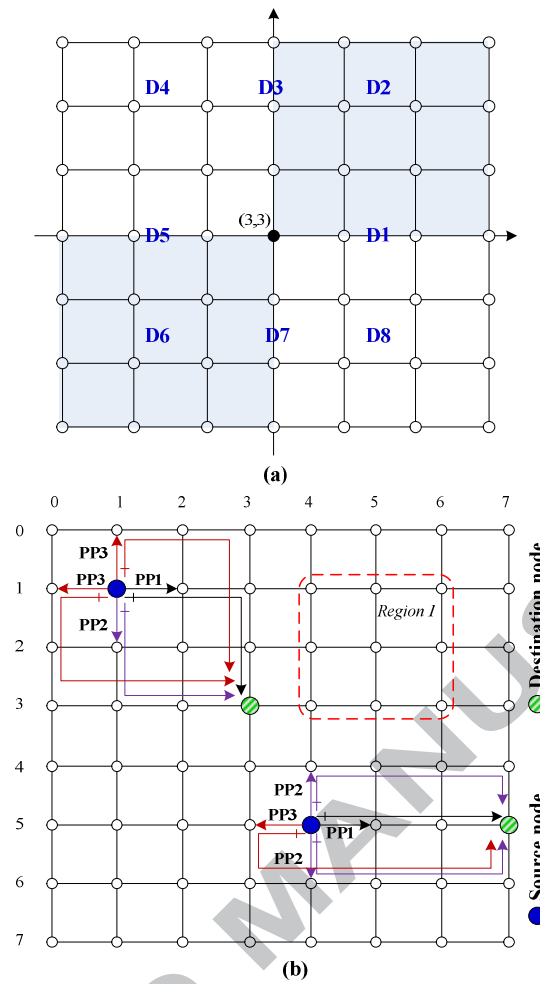 D4 D3 D2
(3,3)
D5 D1
D6 D7 D8
(a)
0 1 2 3 4 5 6 7
0
PP3
PP3 PP1
1
Region 1
PP2
2
3
4
PP2
PP3
5
PP1
PP2
6
7
(b)
Destination node
Source node
MANUS